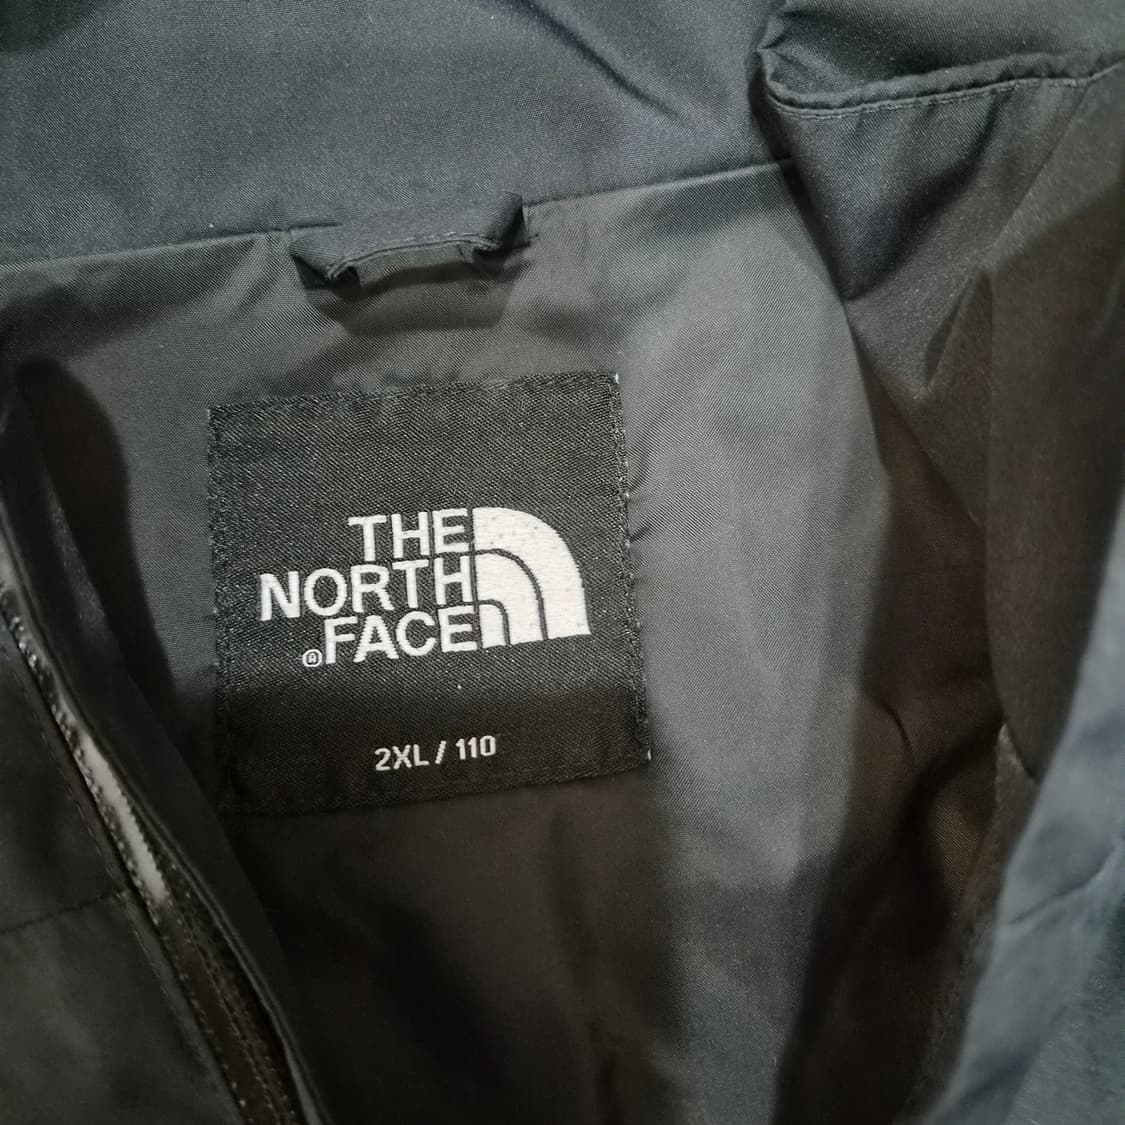 THE
NORTH
®FACE
2XL / 110